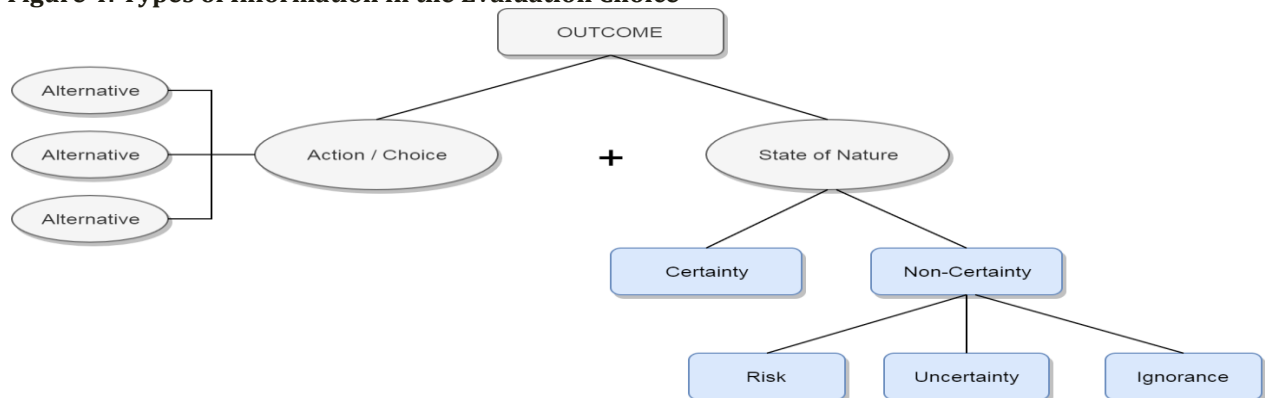 Figure 1. Types of Information in the Evaluation Choice
OUTCOME
Alternative
Alternative
Alternative
Action / Choice
+
State of Nature
Certainty
Non-Certainty
Risk
Uncertainty
Ignorance